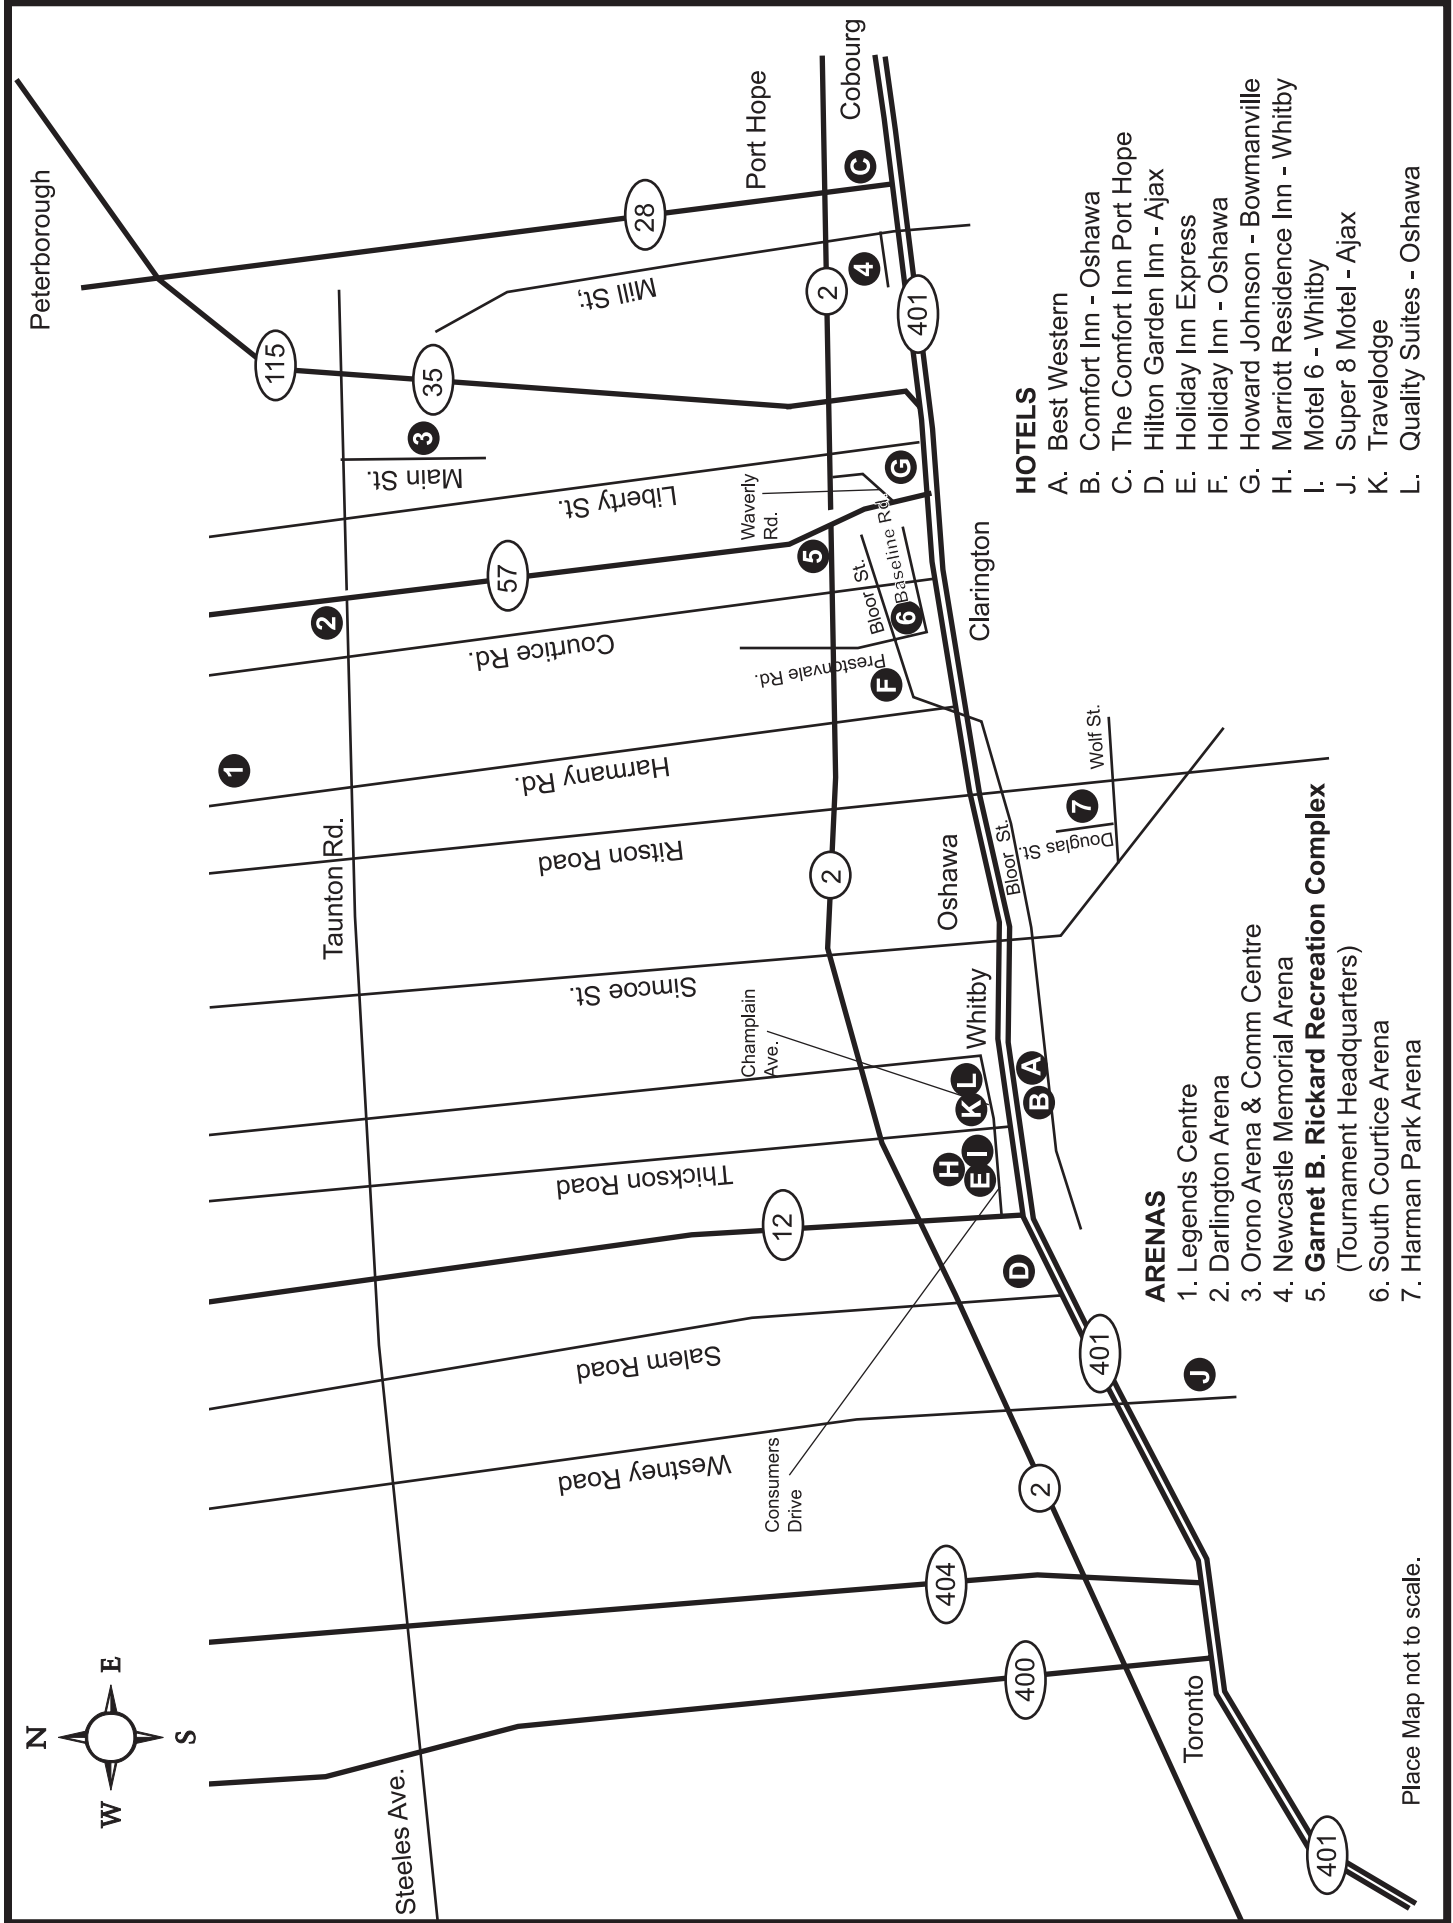 N
W
E
S
Peterborough
115
28
35
3
Main St.
Mill St;
Port Hope
Cobourg
C
2
4
401
Taunton Rd.
1
2
57
Liberty St.
Courtice Rd.
Harmany Rd.
Ritson Road
Simcoe St.
Waverly
Rd.
5
G
Bloor St.
Baseline Rd.
6
Prestonvale Rd.
F
Clarington
2
Oshawa
Bloor St.
Douglas St.
7
Wolf St.
Champlain
Ave.
Whitby
L
K
A
B
H
I
E
Thickson Road
12
D
Salem Road
Westney Road
Consumers
Drive
401
J
2
404
400
Steeles Ave.
Toronto
401
HOTELS
A. Best Western
B. Comfort Inn - Oshawa
C. The Comfort Inn Port Hope
D. Hilton Garden Inn - Ajax
E. Holiday Inn Express
F. Holiday Inn - Oshawa
G. Howard Johnson - Bowmanville
H. Marriott Residence Inn - Whitby
I. Motel 6 - Whitby
J. Super 8 Motel - Ajax
K. Travelodge
L. Quality Suites - Oshawa
ARENAS
1. Legends Centre
2. Darlington Arena
3. Orono Arena & Comm Centre
4. Newcastle Memorial Arena
5. Garnet B. Rickard Recreation Complex
(Tournament Headquarters)
6. South Courtice Arena
7. Harman Park Arena
Place Map not to scale.